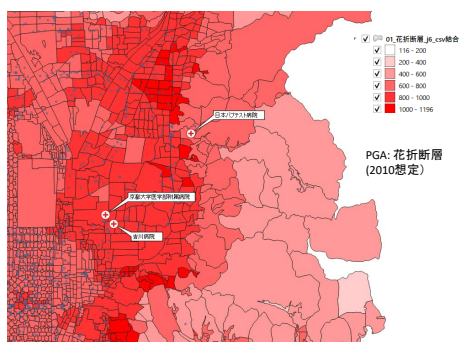 01_花折断層_j6_csv結合
116 - 200
200 - 400
400 - 600
600 - 800
800 - 1000
1000 - 1196
日本バプテスト病院
PGA: 花折断層
(2010想定)
京都大学医学部附属病院
吉川病院